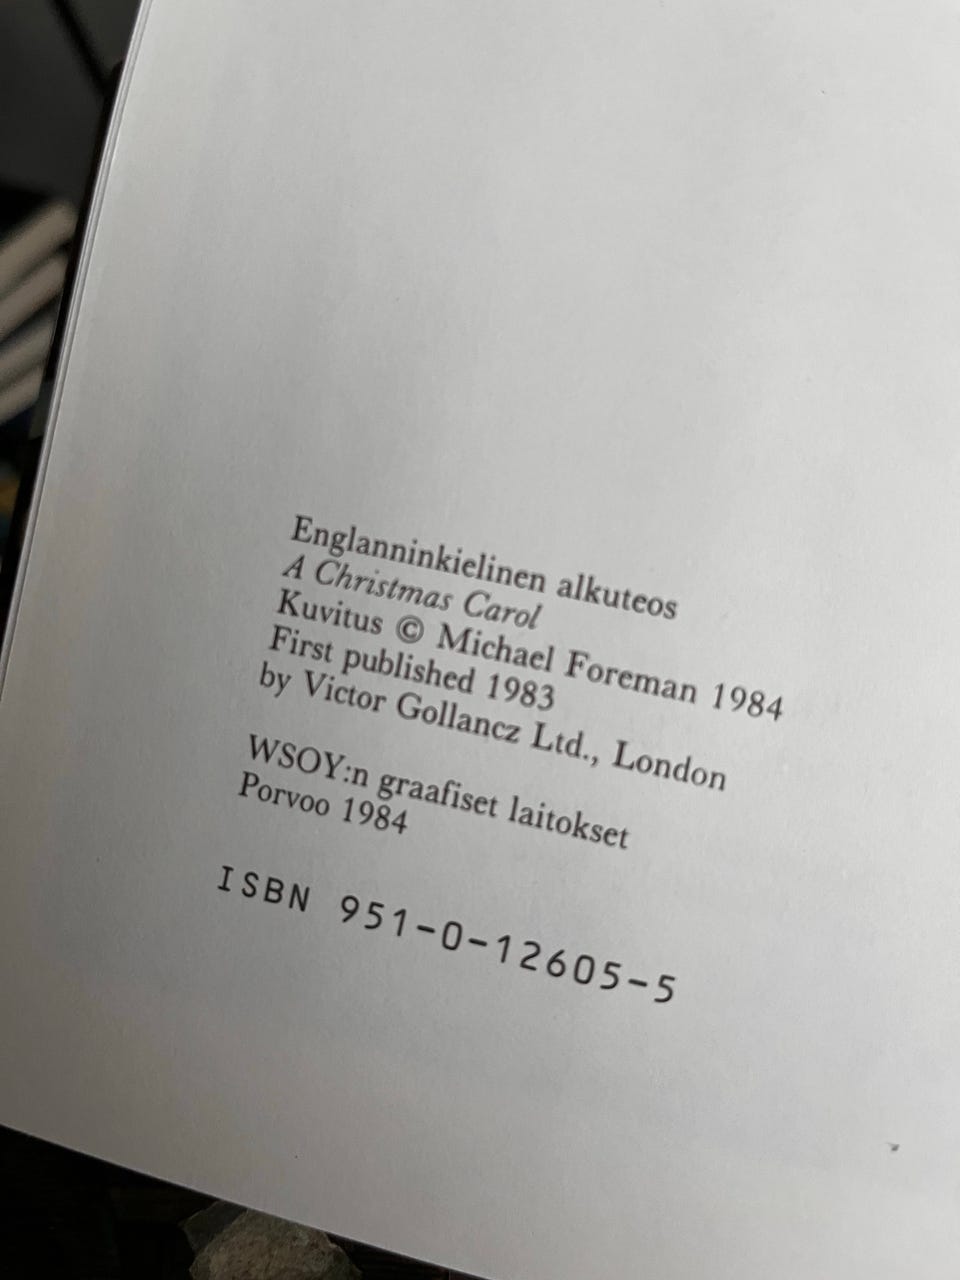 Englanninkielinen alkuteos
A Christmas Carol
Kuvitus © Michael Foreman 1984
First published 1983
by Victor Gollancz Ltd., London
WSOY:n graafiset laitokset
Porvoo 1984
ISBN 951-0-12605-5